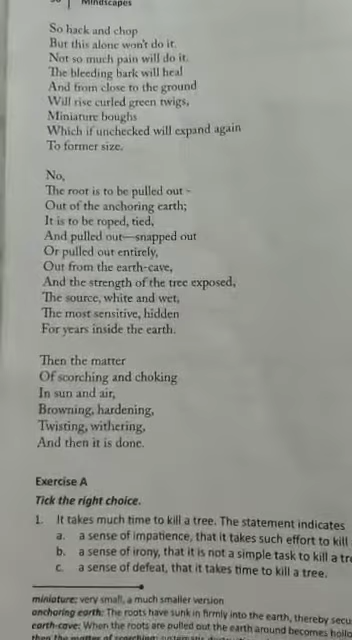 Mindscapes
So hack and chop
But this alone won't do it.
Not so much pain will do it.
The bleeding bark will heal
And from close to the ground
Will rise curled green twigs,
Miniature boughs
Which if unchecked will expand again
To former size.
No,
The root is to be pulled out -
Out of the anchoring earth;
It is to be roped, tied,
And pulled out—snapped out
Or pulled out entirely,
Out from the earth-cave,
And the strength of the tree exposed,
The source, white and wet,
The most sensitive, hidden
For years inside the earth.
Then the matter
Of scorching and choking
In sun and air,
Browning, hardening,
Twisting, withering,
And then it is done.
Exercise A
Tick the right choice.
1. It takes much time to kill a tree. The statement indicates
a. a sense of impatience, that it takes such effort to kill
b. a sense of irony, that it is not a simple task to kill a
c. a sense of defeat, that it takes time to kill a tree.
miniature: very small, a much smaller version
anchoring earth: The roots have sunk in firmly into the earth, thereby
earth-cave: When the roots are pulled out the earth around becomes
then the matter of scorching: